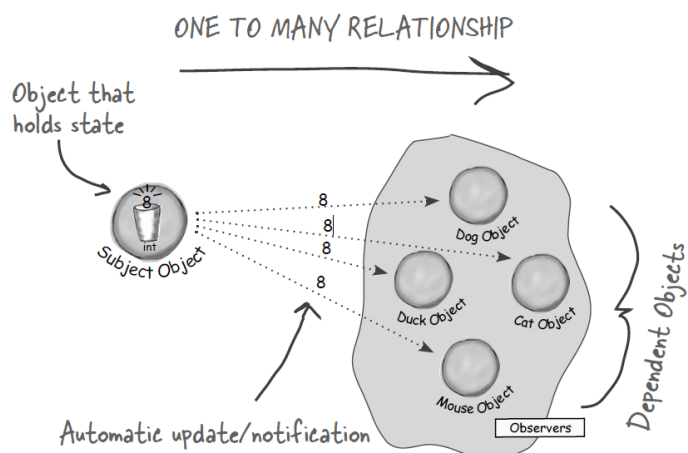 ONE TO MANY RELATIONSHIP
Object that
holds state
8
int
Subject Object
8
8
8
8
Dog Object
Duck Object
Cat Object
Mouse Object
Observers
Dependent Objects
Automatic update/notification